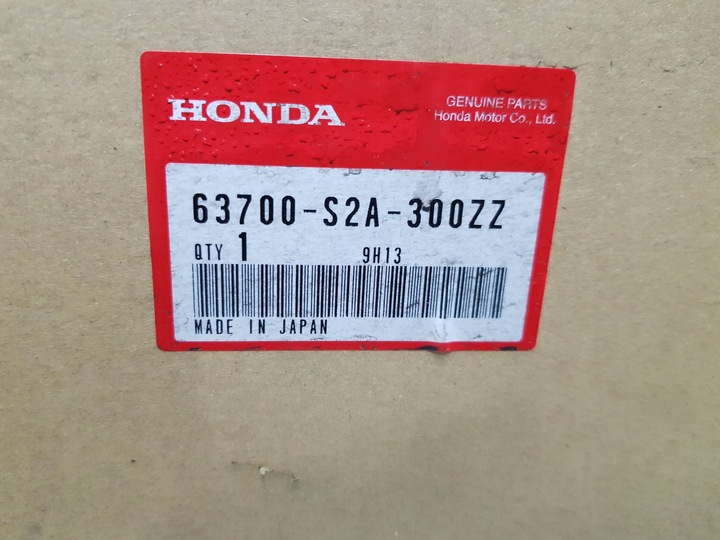 HONDA
GENUINE PARTS
Honda Motor Co., Ltd.
63700-S2A-300ZZ
QTY 1 9H13
MADE IN JAPAN